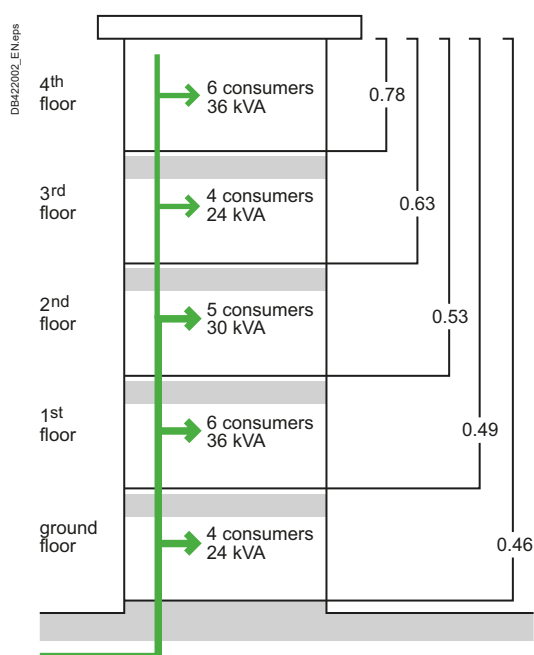 DB422002_EN.eps
4th
floor
6 consumers
36 kVA
0.78
3rd
floor
4 consumers
24 kVA
0.63
2nd
floor
5 consumers
30 kVA
0.53
1st
floor
6 consumers
36 kVA
0.49
ground
floor
4 consumers
24 kVA
0.46